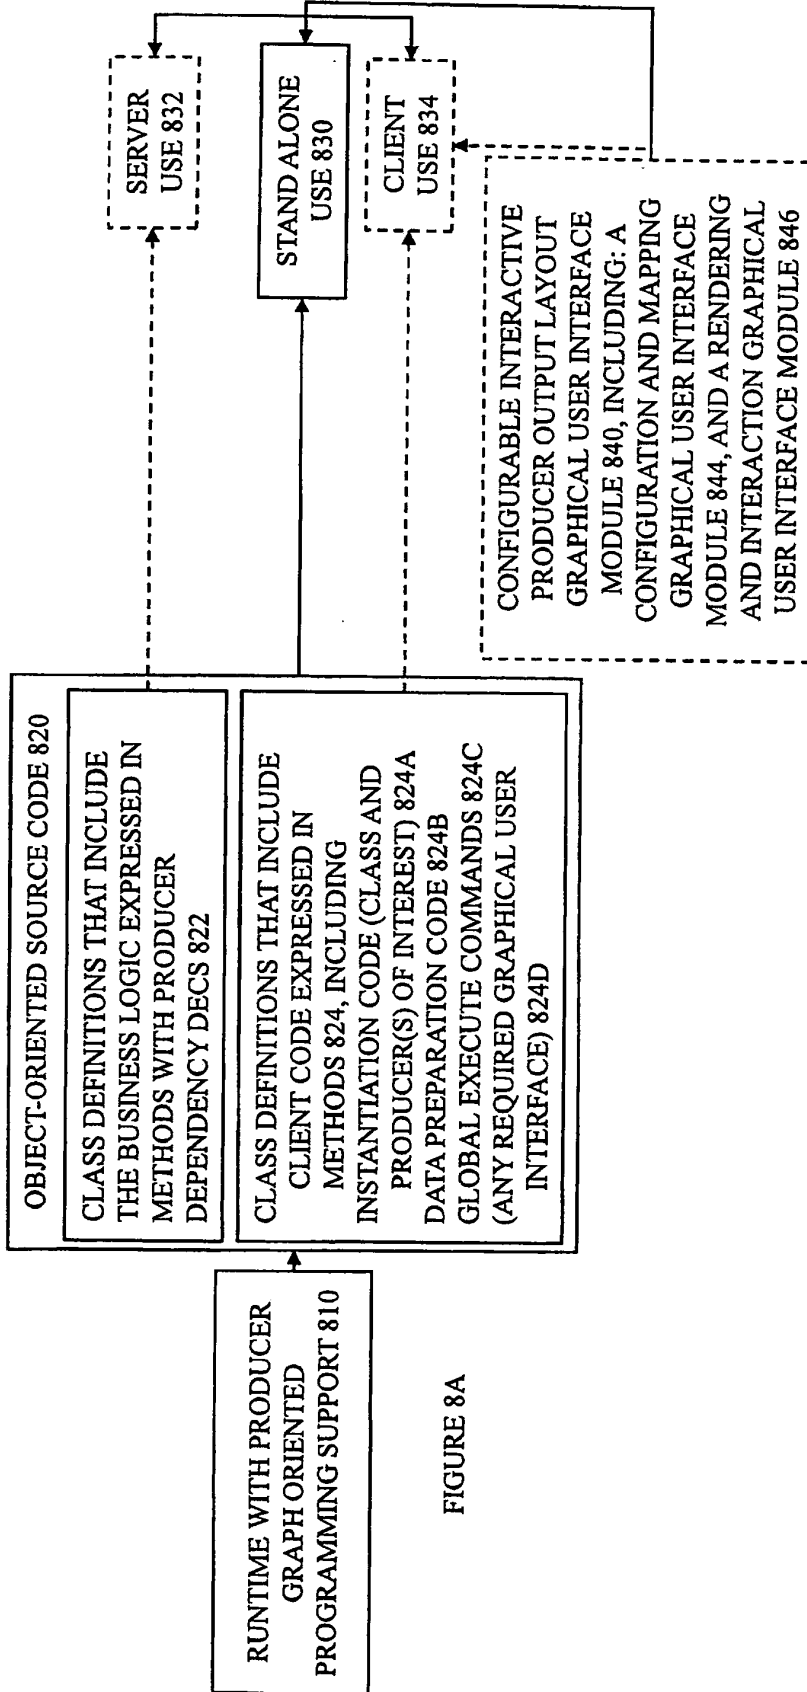 RUNTIME WITH PRODUCER
GRAPH ORIENTED
PROGRAMMING SUPPORT 810
OBJECT-ORIENTED SOURCE CODE 820
CLASS DEFINITIONS THAT INCLUDE
THE BUSINESS LOGIC EXPRESSED IN
METHODS WITH PRODUCER
DEPENDENCY DECS 822
CLASS DEFINITIONS THAT INCLUDE
CLIENT CODE EXPRESSED IN
METHODS 824, INCLUDING
INSTANTIATION CODE (CLASS AND
PRODUCER(S) OF INTEREST) 824A
DATA PREPARATION CODE 824B
GLOBAL EXECUTE COMMANDS 824C
(ANY REQUIRED GRAPHICAL USER
INTERFACE) 824D
SERVER
USE 832
STAND ALONE
USE 830
CLIENT
USE 834
CONFIGURABLE INTERACTIVE
PRODUCER OUTPUT LAYOUT
GRAPHICAL USER INTERFACE
MODULE 840, INCLUDING: A
CONFIGURATION AND MAPPING
GRAPHICAL USER INTERFACE
MODULE 844, AND A RENDERING
AND INTERACTION GRAPHICAL
USER INTERFACE MODULE 846
FIGURE 8A